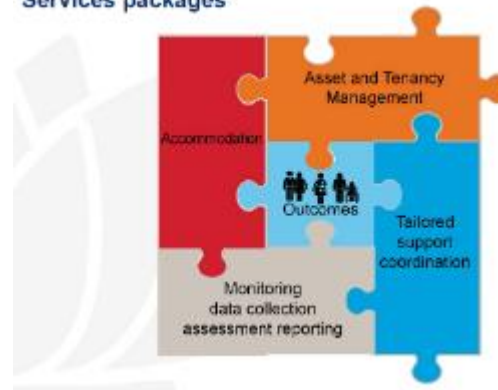 Services packages
Asset and Tenancy
Management
Accommodation
Outcomes
Tailored
support
coordination
Monitoring
data collection
assessment reporting